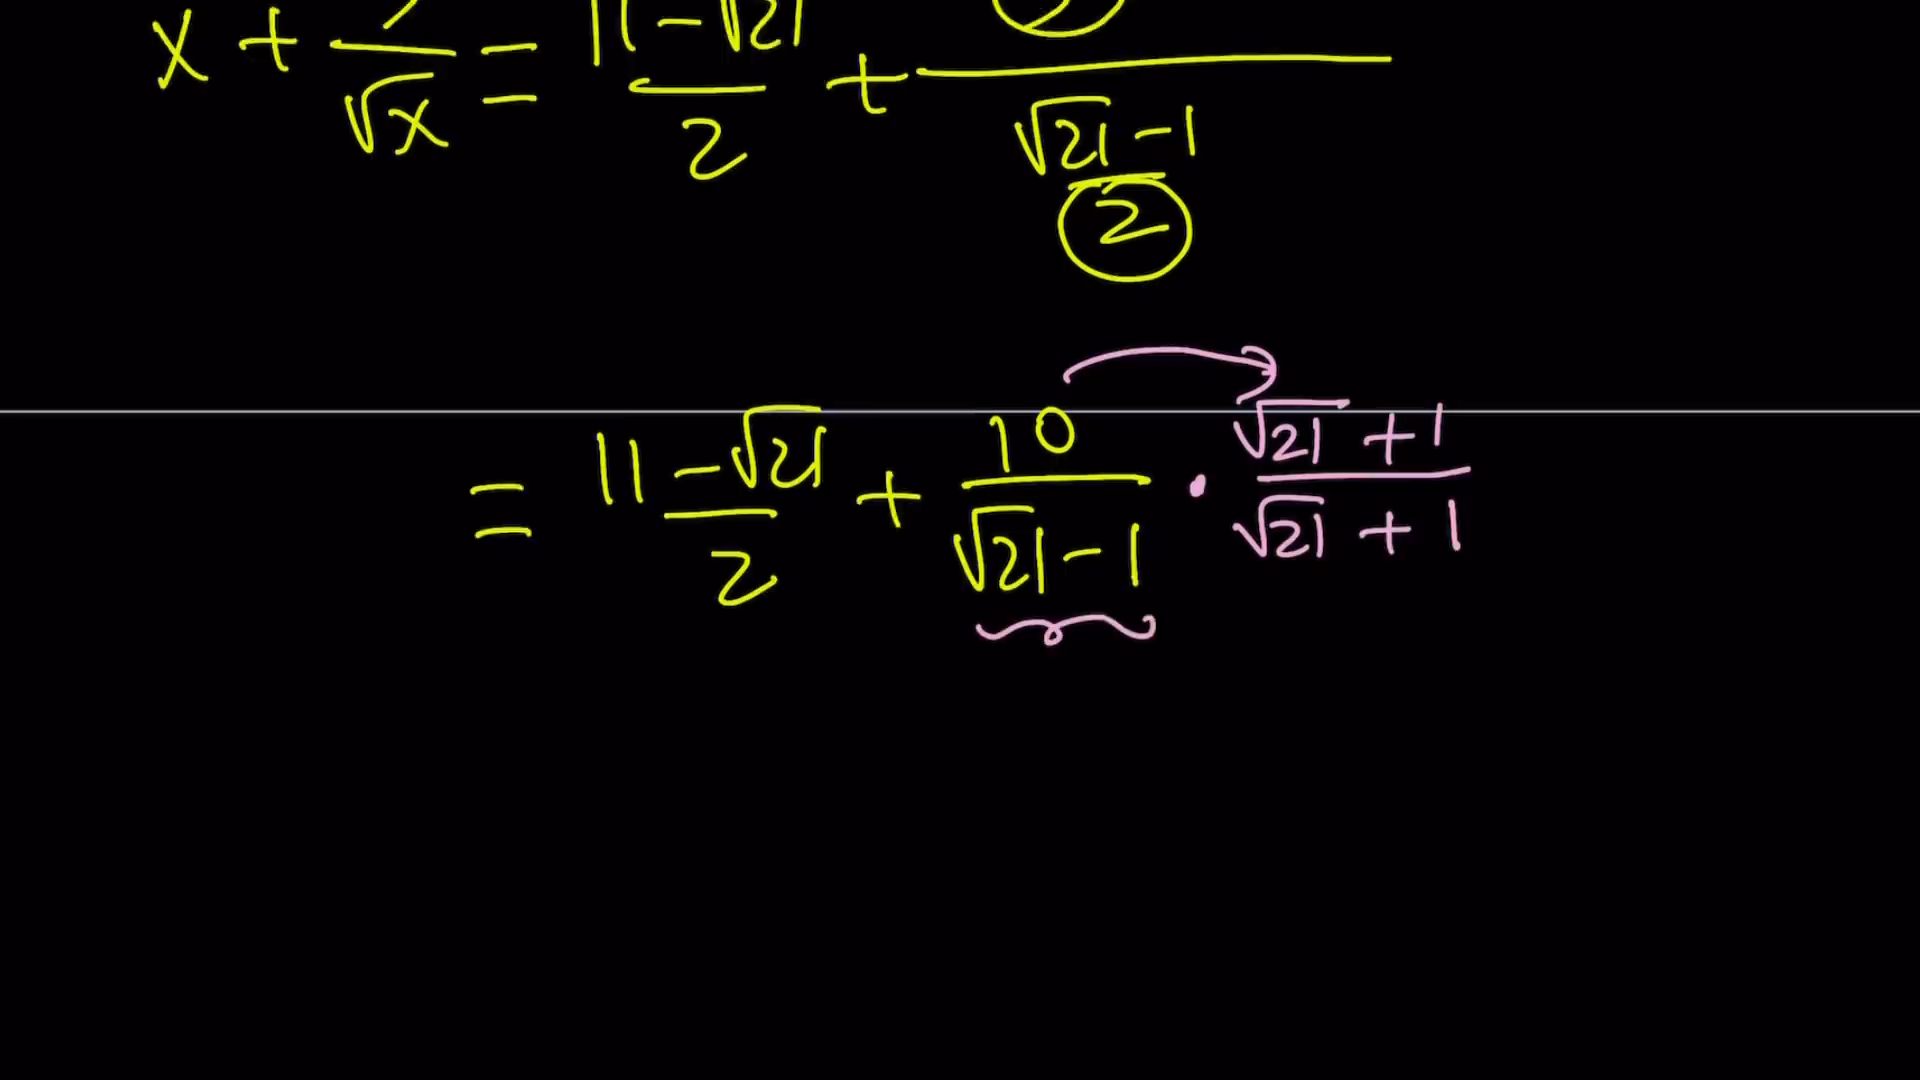 x + /√x = 11-√21/2 + /(√21-1)/2
= 11-√21/2 + 10/√21-1 · √21+1/√21+1